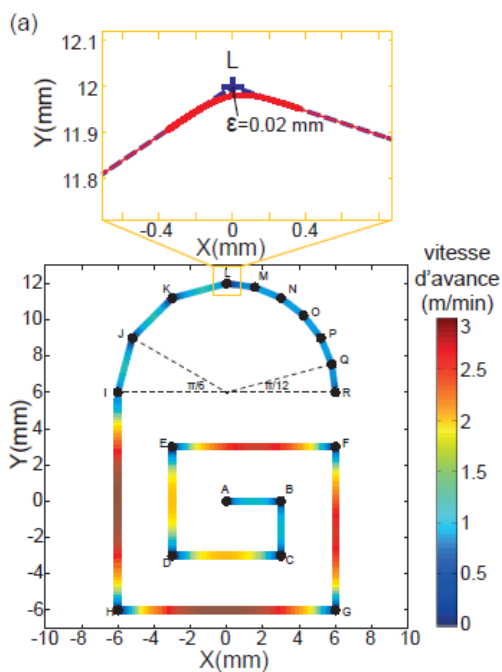 (a)
12.1
12
11.9
11.8
Y(mm)
L
ε=0.02 mm
-0.4
0
0.4
X(mm)
vitesse
d'avance
(m/min)
3
2.5
2
1.5
1
0.5
0
12
10
8
6
4
2
0
-2
-4
-6
Y(mm)
L
M
K
N
O
J
P
Q
π/6
π/12
I
R
E
F
A
B
D
C
H
G
-10
-8
-6
-4
-2
0
2
4
6
8
10
X(mm)